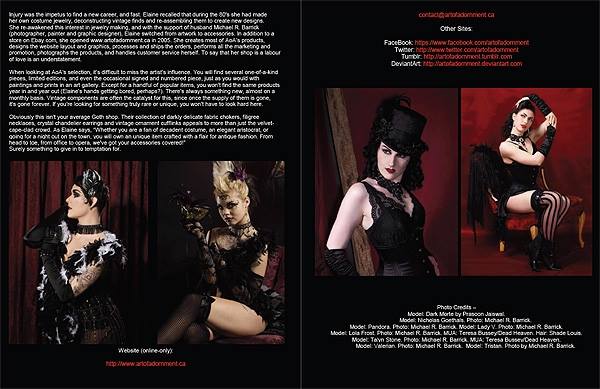 Injury was the impetus to find a new career, and fast. Elaine recalled that during the 80's she had made
her own costume jewelry, deconstructing vintage finds and re-assembling them to create new designs.
She re-awakened this interest in jewelry making, and with the support of husband Michael R. Barrick
(photographer, painter and graphic designer), Elaine switched from artwork to accessories. In addition to a
store on Ebay.com, she opened www.artofadornment.ca in 2005. She creates most of AoA's products,
designs the website layout and graphics, processes and ships the orders, performs all the marketing and
promotion, photographs the products, and handles customer service herself. To say that her shop is a labour
of love is an understatement.
When looking at AoA's selection, it's difficult to miss the artist's influence. You will find several one-of-a-kind
pieces, limited editions, and even the occasional signed and numbered piece, just as you would with
paintings and prints in an art gallery. Except for a handful of popular items, you won't find the same products
year in and year out (Elaine's hands getting bored, perhaps?). There's always something new, almost on a
monthly basis. Vintage components are often the catalyst for this, since once the supply of them is gone,
it's gone forever. If you're looking for something truly rare or unique, you won't have to look hard here.
Obviously this isn't your average Goth shop. Their collection of darkly delicate fabric chokers, filigree
necklaces, crystal chandelier earrings and vintage ornament cufflinks appeals to more than just the velvet-
cape-clad crowd. As Elaine says, "Whether you are a fan of decadent costume, an elegant aristocrat, or
going for a night out on the town, you will own an unique item crafted with a flair for antique fashion. From
head to toe, from office to opera, we've got your accessories covered!"
Surely something to give in to temptation for.
Website (online-only):
http://www.artofadornment.ca
contact@artofadornment.ca
Other Sites:
FaceBook: https://www.facebook.com/artofadornment
Twitter: http://www.twitter.com/artofadornment
Tumblr: http://artofadornment.tumblr.com
DeviantArt: http://artofadornment.deviantart.com
Photo Credits –
Model: Dark Morte by Prasoon Jaiswal.
Model: Nicholas Goethals. Photo: Michael R. Barrick.
Model: Pandora. Photo: Michael R. Barrick. Model: Lady V. Photo: Michael R. Barrick.
Model: Lola Frost. Photo: Michael R. Barrick. MUA: Teresa Bussey/Dead Heaven. Hair: Shade Louis.
Model: Talyn Stone. Photo: Michael R. Barrick. MUA: Teresa Bussey/Dead Heaven.
Model: Valerian. Photo: Michael R. Barrick. Model: Tristan. Photo by Michael R. Barrick.